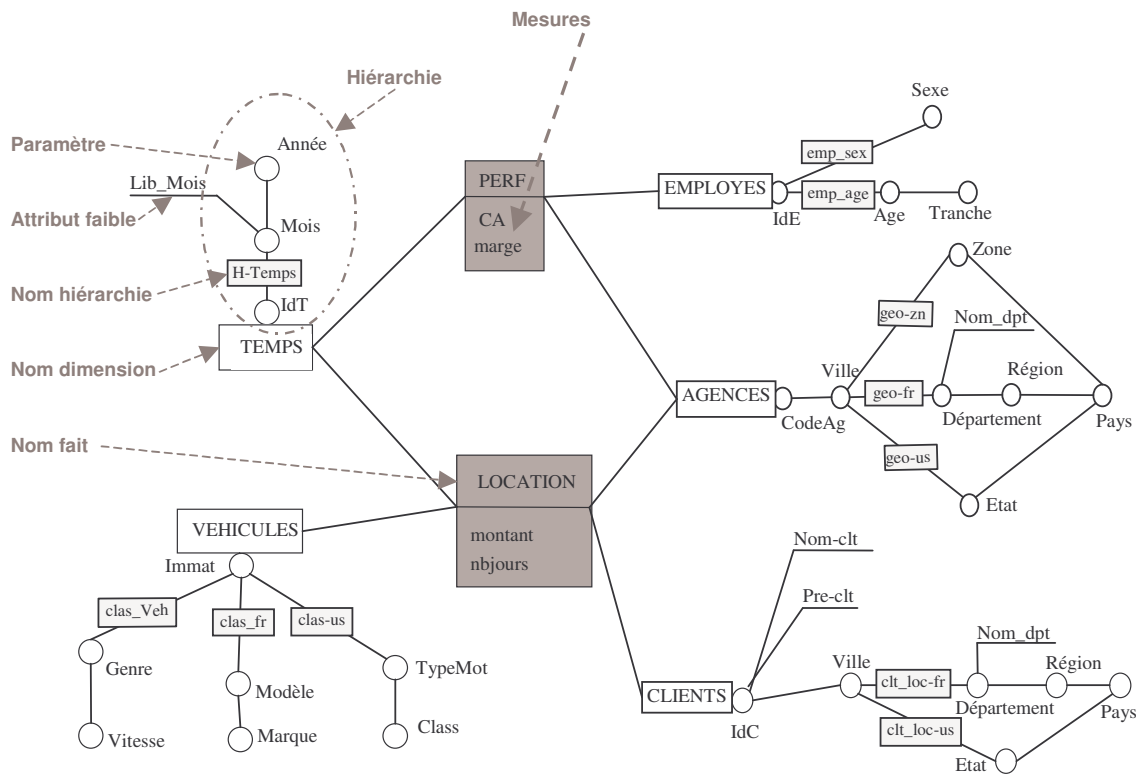 Mesures
Hiérarchie
Sexe
Paramètre
Année
emp_sex
PERF
Lib_Mois
EMPLOYES
emp_age
Attribut faible
Mois
CA
IdE
Age
Tranche
marge
Zone
H-Temps
Nom hiérarchie
IdT
geo-zn
Nom_dpt
TEMPS
Nom dimension
Ville
Région
AGENCES
geo-fr
CodeAg
Département
Pays
Nom fait
geo-us
LOCATION
Etat
VEHICULES
montant
Nom-clt
nbjours
Immat
Pre-clt
clas_Veh
clas_fr
clas-us
Nom_dpt
Genre
TypeMot
Ville
Région
Modèle
CLIENTS
clt_loc-fr
Département
Pays
IdC
clt_loc-us
Vitesse
Marque
Class
Etat